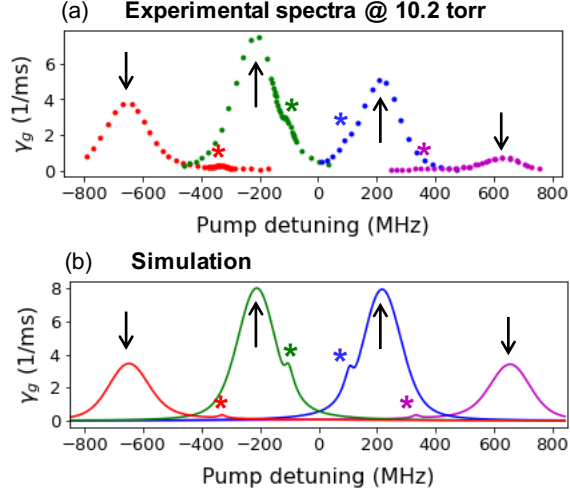 (a) Experimental spectra @ 10.2 torr
γg (1/ms)
6
4
2
0
* * * *
−800 −600 −400 −200 0 200 400 600 800
Pump detuning (MHz)
(b) Simulation
γg (1/ms)
8
6
4
2
0
* * * *
−800 −600 −400 −200 0 200 400 600 800
Pump detuning (MHz)